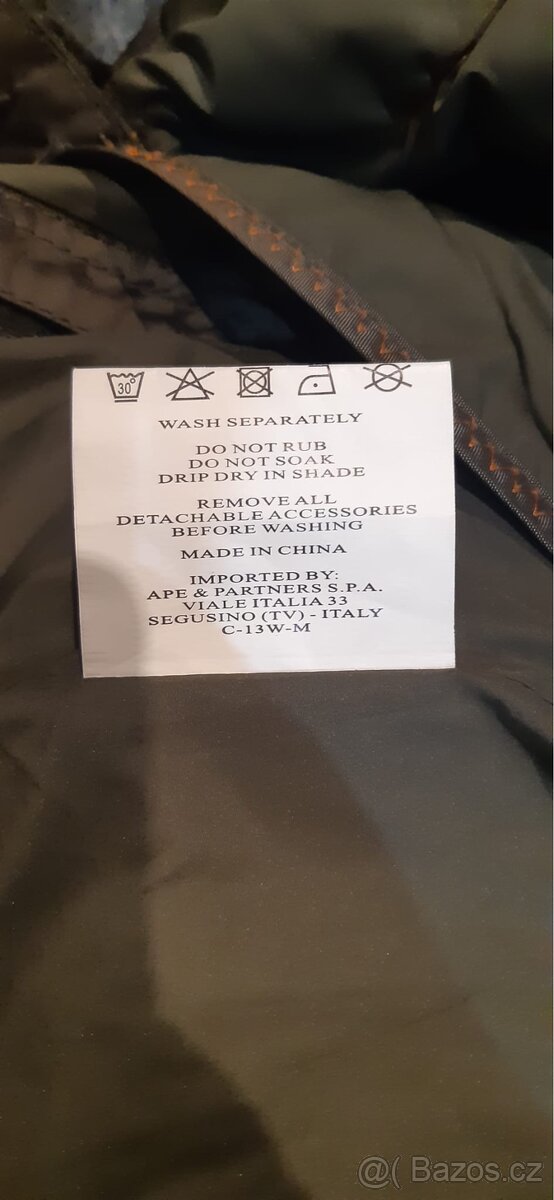 30°
WASH SEPARATELY
DO NOT RUB
DO NOT SOAK
DRIP DRY IN SHADE
REMOVE ALL
DETACHABLE ACCESSORIES
BEFORE WASHING
MADE IN CHINA
IMPORTED BY:
APE & PARTNERS S.P.A.
VIALE ITALIA 33
SEGUSINO (TV) - ITALY
C-13W-M
@( Bazos.cz